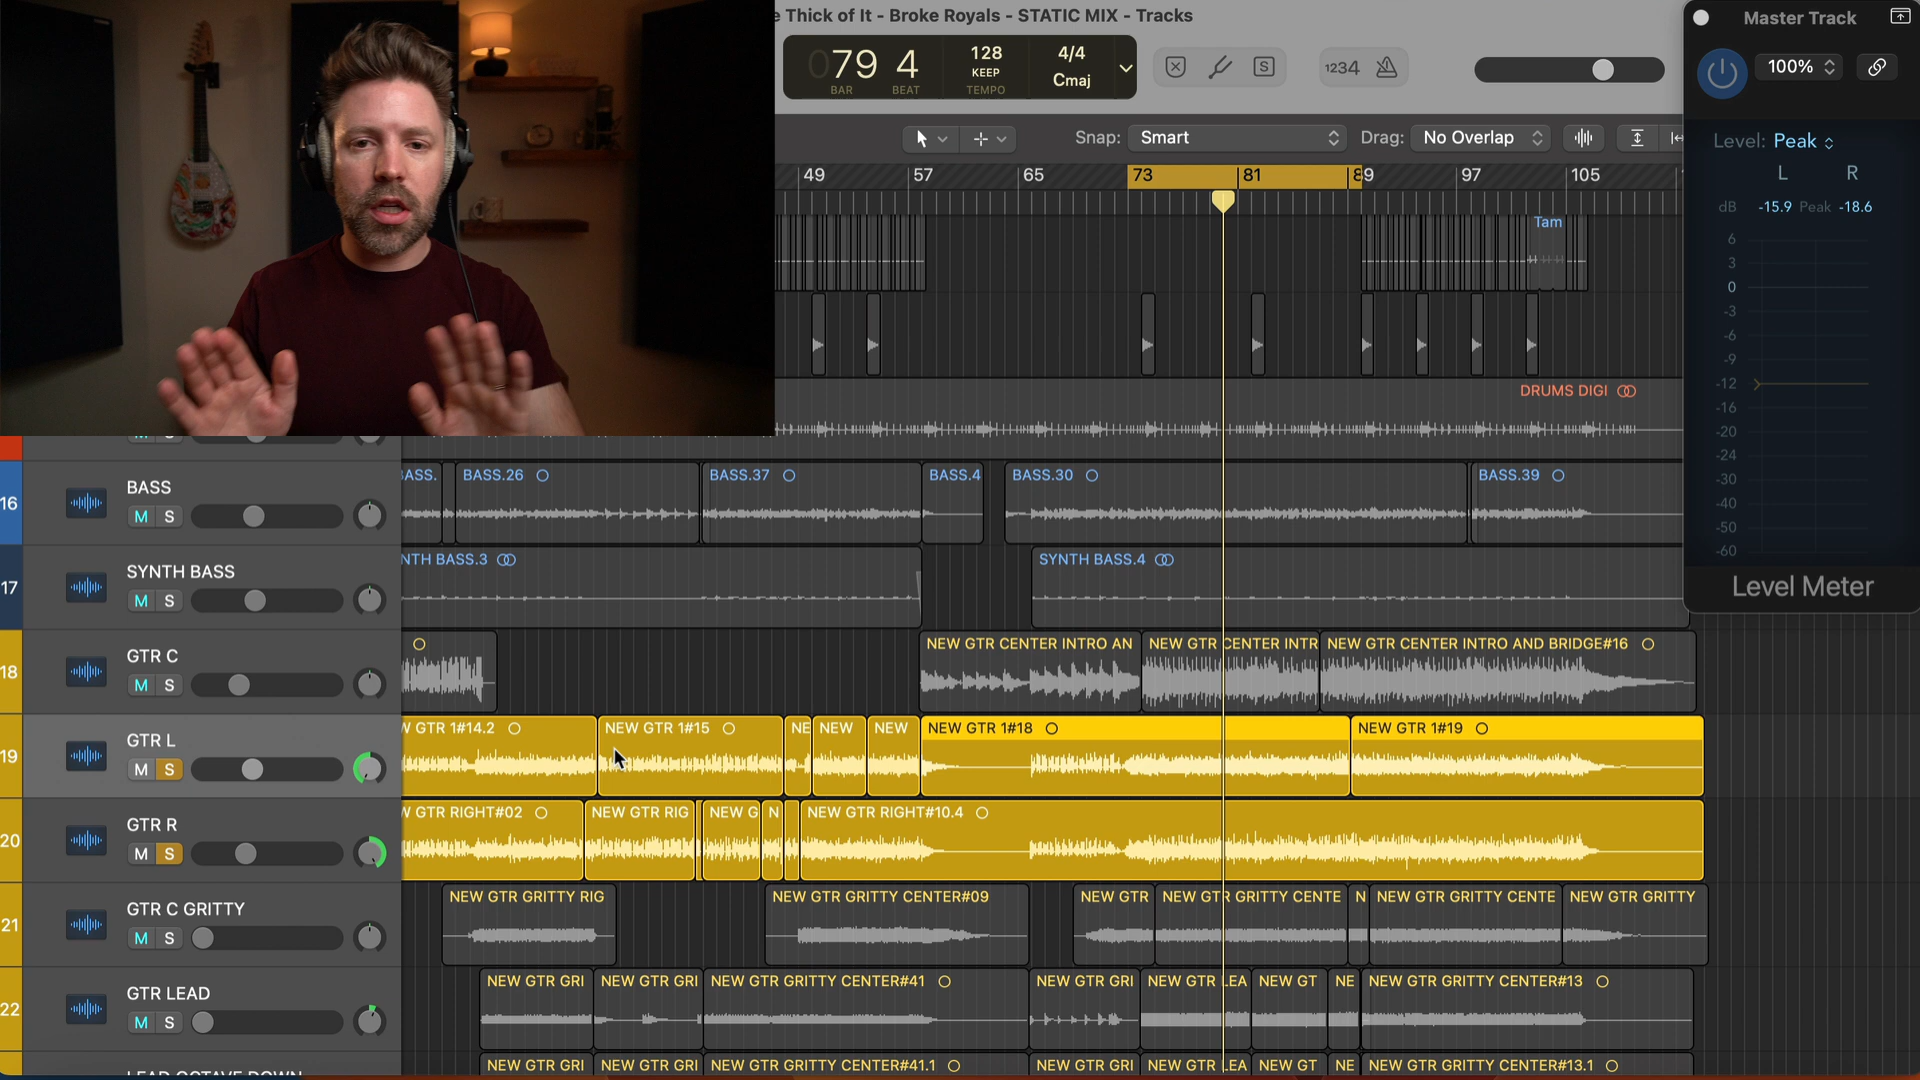 e Thick of It - Broke Royals - STATIC MIX - Tracks
Master Track
079 4
BAR
BEAT
128
KEEP
TEMPO
4/4
Cmaj
S
1234
100%
Snap:
Smart
Drag:
No Overlap
Level: Peak
L
R
dB
-15.9
Peak
-18.6
6
3
0
-3
-6
-9
-12
-16
-20
-24
-30
-40
-50
-60
Level Meter
49
57
65
73
81
89
97
105
Tam
DRUMS DIGI
M S
16
BASS
M S
BASS.
BASS.26
BASS.37
BASS.4
BASS.30
BASS.39
17
SYNTH BASS
M S
NTH BASS.3
SYNTH BASS.4
18
GTR C
M S
NEW GTR CENTER INTRO AN
NEW GTR CENTER INTR
NEW GTR CENTER INTRO AND BRIDGE#16
19
GTR L
M S
W GTR 1#14.2
NEW GTR 1#15
NE
NEW
NEW
NEW GTR 1#18
NEW GTR 1#19
20
GTR R
M S
W GTR RIGHT#02
NEW GTR RIG
NEW G
N
NEW GTR RIGHT#10.4
21
GTR C GRITTY
M S
NEW GTR GRITTY RIG
NEW GTR GRITTY CENTER#09
NEW GTR
NEW GTR GRITTY CENTE
N
NEW GTR GRITTY CENTE
NEW GTR GRITTY
22
GTR LEAD
M S
NEW GTR GRI
NEW GTR GRI
NEW GTR GRITTY CENTER#41
NEW GTR GRI
NEW GTR LEA
NEW GT
NE
NEW GTR GRITTY CENTER#13
LEAD OCTAVE DOWN
NEW GTR GRI
NEW GTR GRI
NEW GTR GRITTY CENTER#41.1
NEW GTR GRI
NEW GTR LEA
NEW GT
NE
NEW GTR GRITTY CENTER#13.1